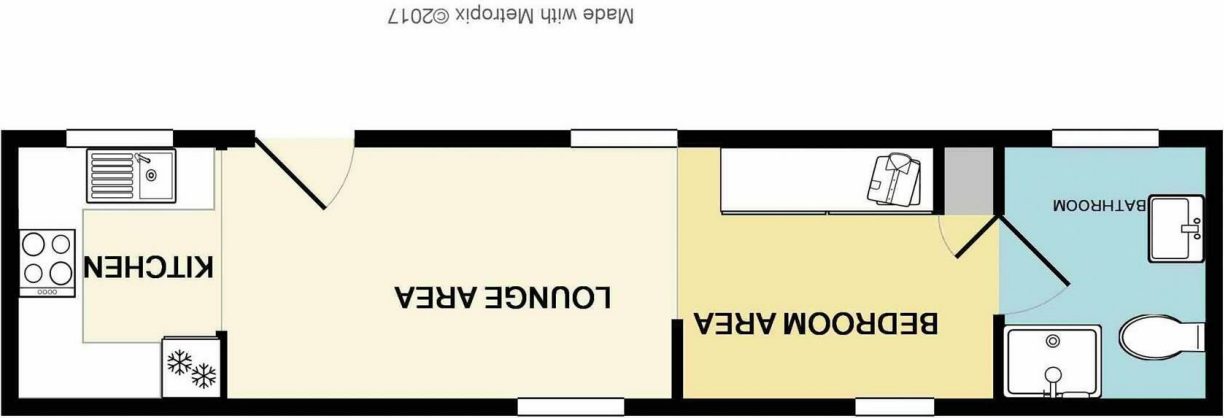 BATHROOM
KITCHEN
LOUNGE AREA
BEDROOM AREA
Made with Metropix ©2017